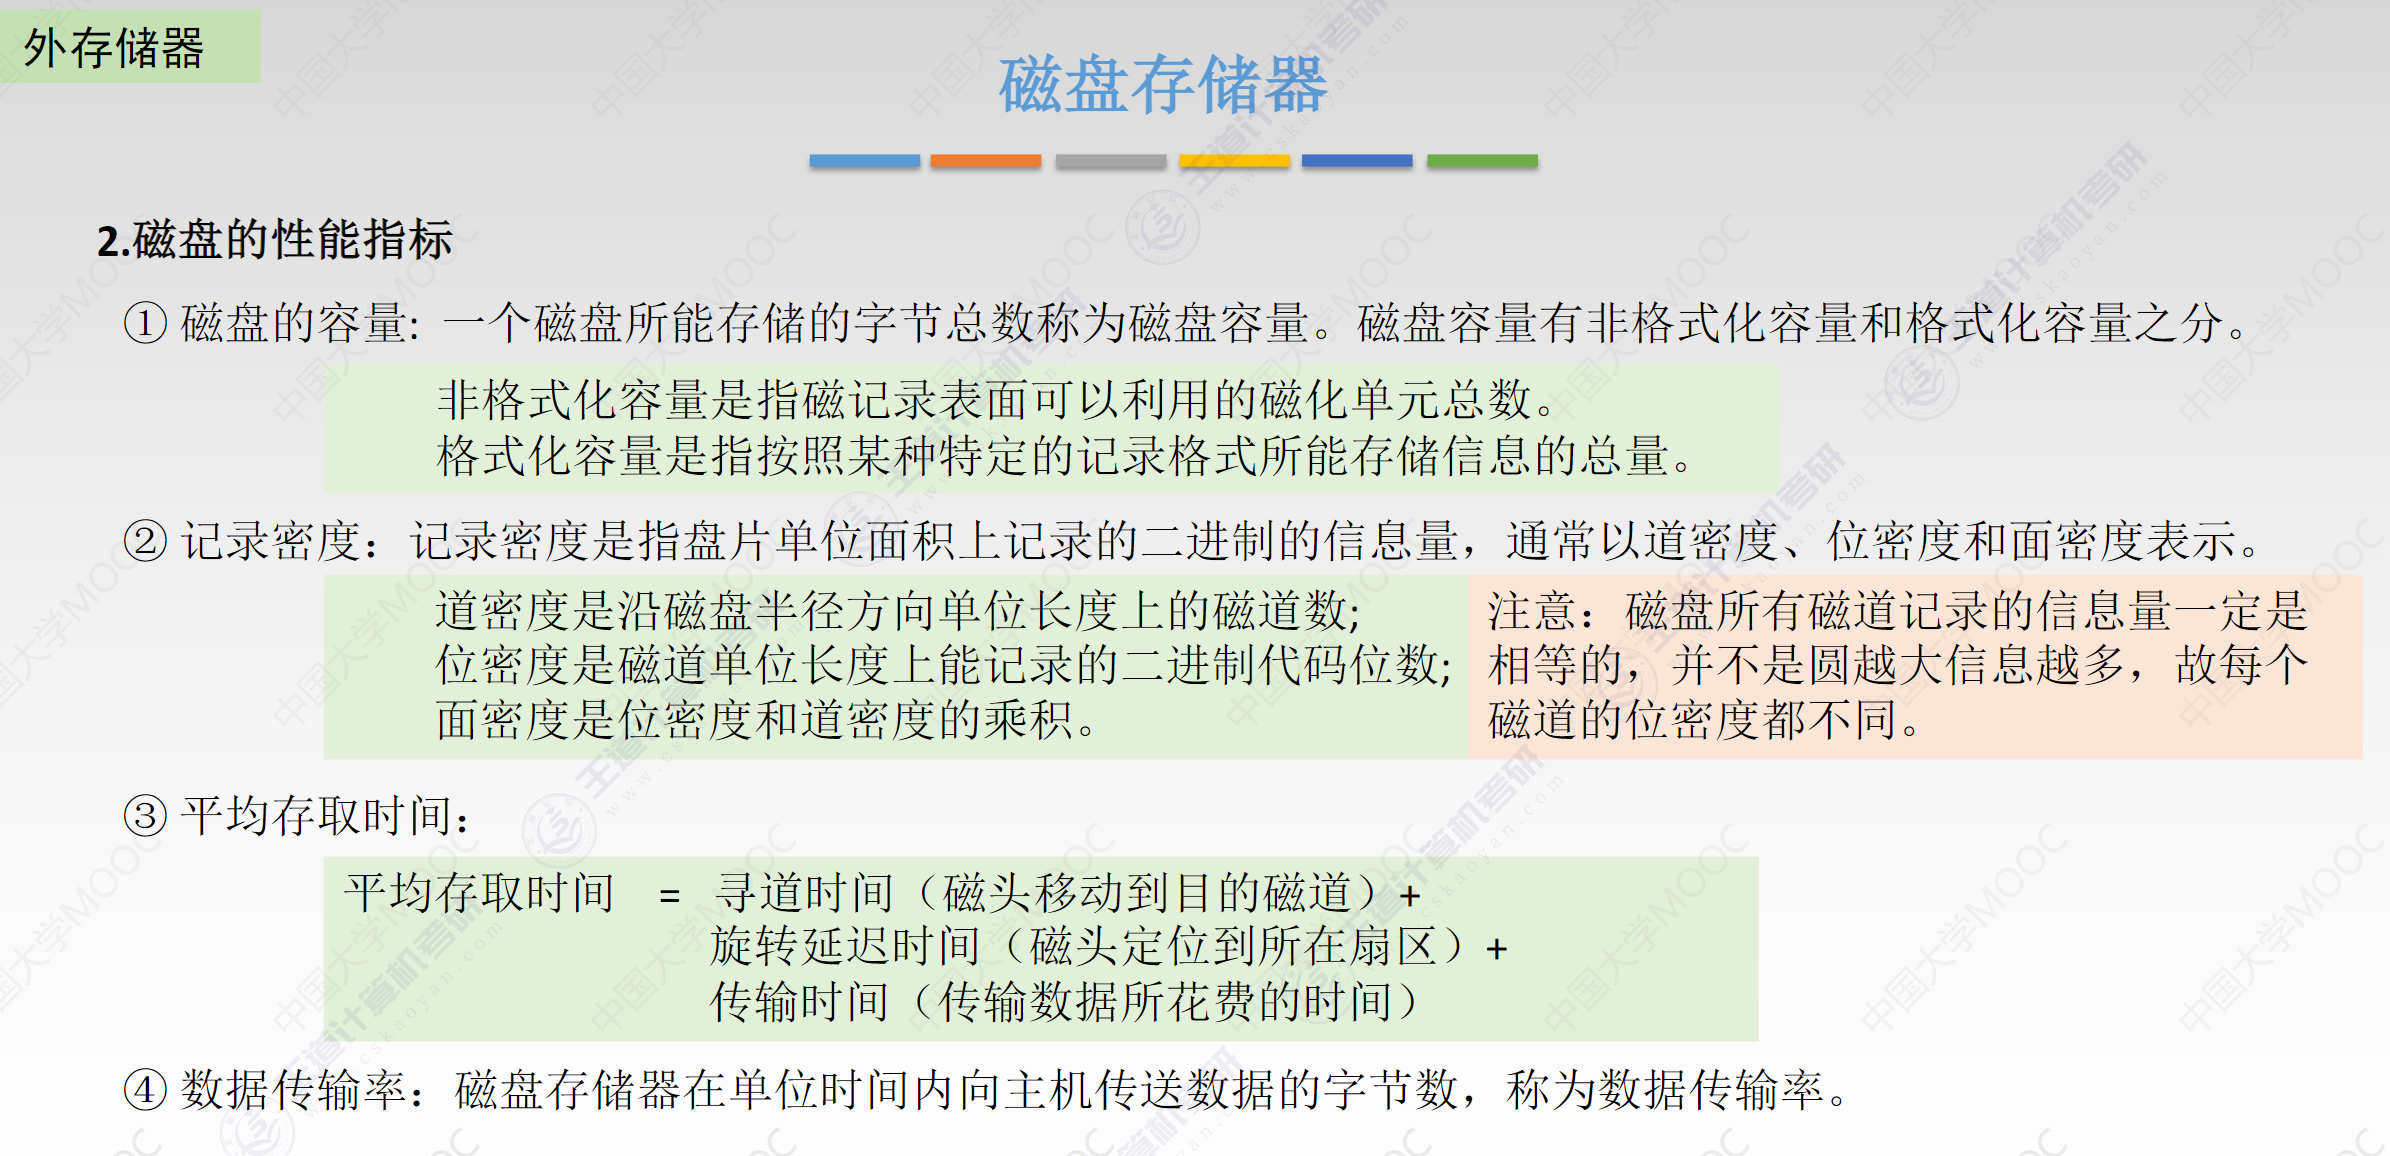 外存储器
磁盘存储器
2.磁盘的性能指标
① 磁盘的容量: 一个磁盘所能存储的字节总数称为磁盘容量。磁盘容量有非格式化容量和格式化容量之分。
非格式化容量是指磁记录表面可以利用的磁化单元总数。
格式化容量是指按照某种特定的记录格式所能存储信息的总量。
② 记录密度：记录密度是指盘片单位面积上记录的二进制的信息量，通常以道密度、位密度和面密度表示。
道密度是沿磁盘半径方向单位长度上的磁道数;
位密度是磁道单位长度上能记录的二进制代码位数;
面密度是位密度和道密度的乘积。
注意：磁盘所有磁道记录的信息量一定是
相等的，并不是圆越大信息越多，故每个
磁道的位密度都不同。
③ 平均存取时间：
平均存取时间 = 寻道时间（磁头移动到目的磁道）+
旋转延迟时间（磁头定位到所在扇区）+
传输时间（传输数据所花费的时间）
④ 数据传输率：磁盘存储器在单位时间内向主机传送数据的字节数，称为数据传输率。
中国大学MOOC
王道计算机考研
www.cskaoyan.com